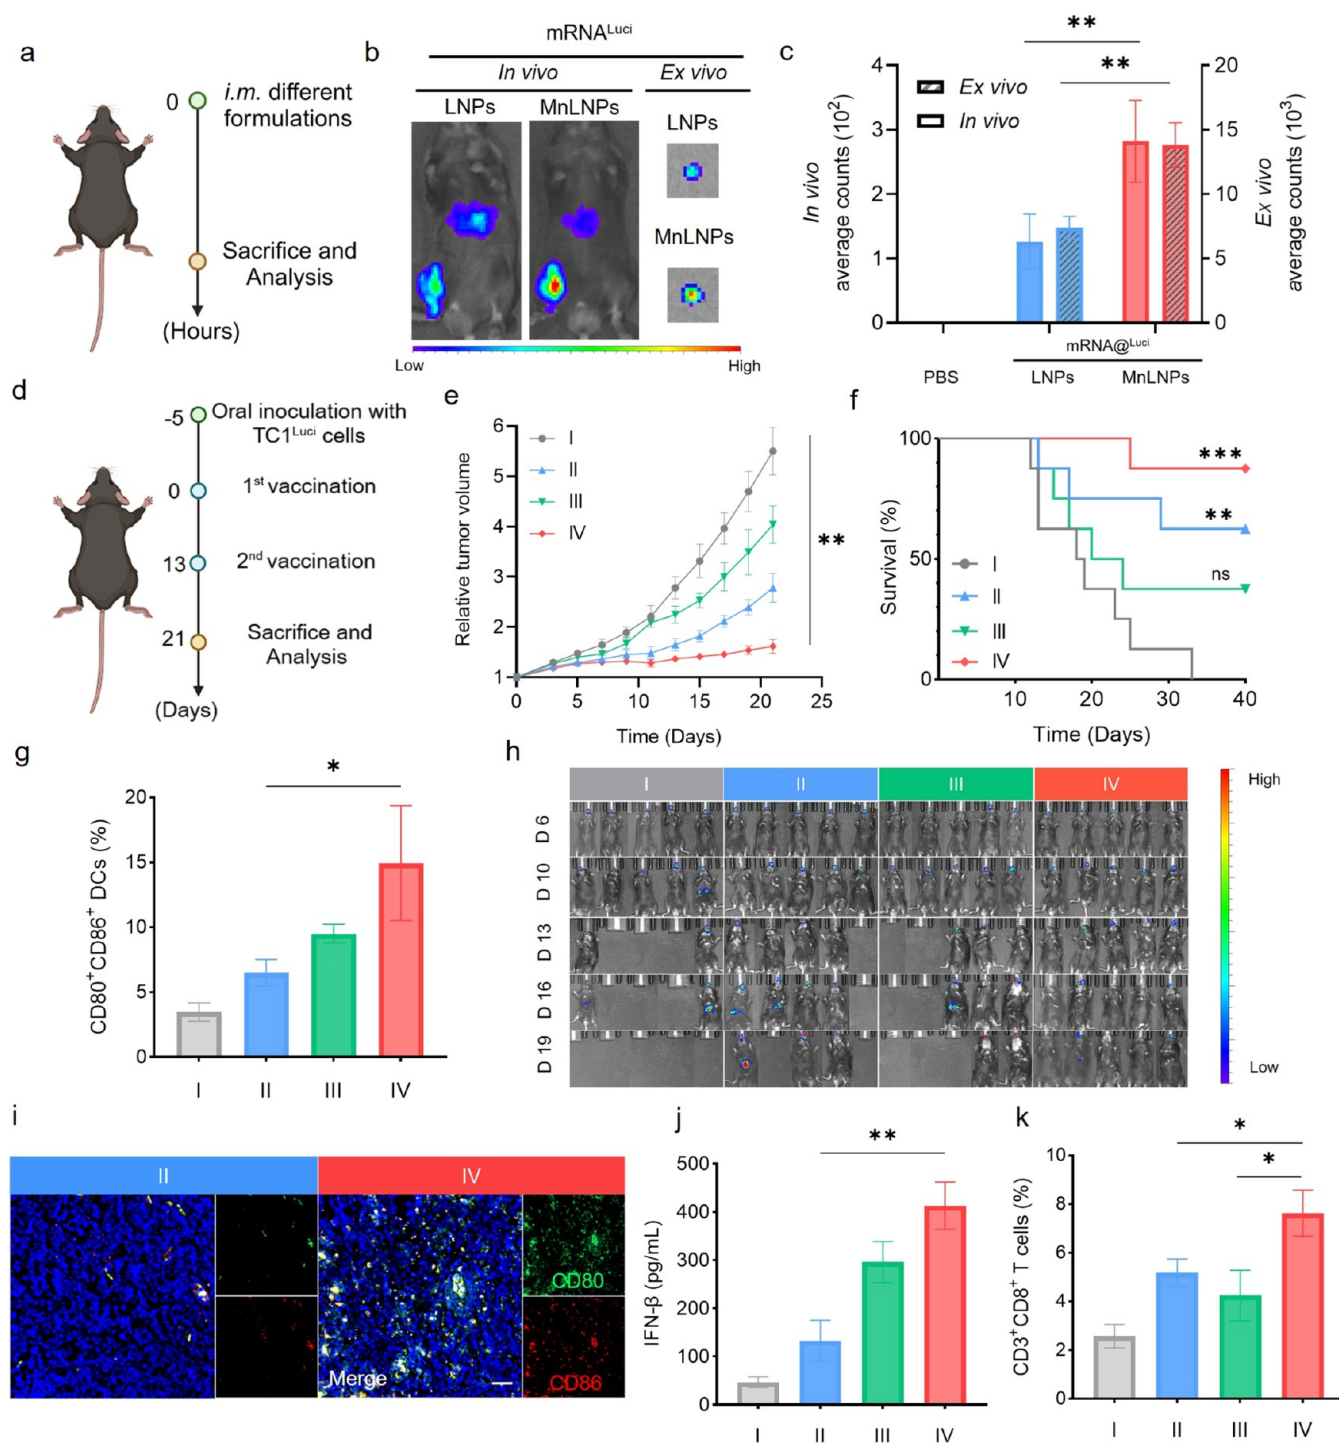 a
0
i.m. different
formulations
Sacrifice and
Analysis
(Hours)
b
mRNA^Luci
In vivo
Ex vivo
LNPs
MnLNPs
LNPs
MnLNPs
Low
High
c
**
**
Ex vivo
In vivo
In vivo
average counts (10²)
4
3
2
1
0
Ex vivo
average counts (10³)
20
15
10
5
0
mRNA@^Luci
PBS
LNPs
MnLNPs
d
-5
Oral inoculation with
TC1^Luci cells
0
1st vaccination
13
2nd vaccination
21
Sacrifice and
Analysis
(Days)
e
Relative tumor volume
6
5
4
3
2
1
I
II
III
IV
**
0 5 10 15 20 25
Time (Days)
f
Survival (%)
100
50
0
***
**
ns
I
II
III
IV
10 20 30 40
Time (Days)
g
CD80⁺CD86⁺ DCs (%)
20
15
10
5
0
*
I II III IV
h
I II III IV
D 6
D 10
D 13
D 16
D 19
High
Low
i
II
IV
Merge
CD80
CD86
j
IFN-β (pg/mL)
500
400
300
200
100
0
**
I II III IV
k
CD3⁺CD8⁺ T cells (%)
10
8
6
4
2
0
*
*
I II III IV